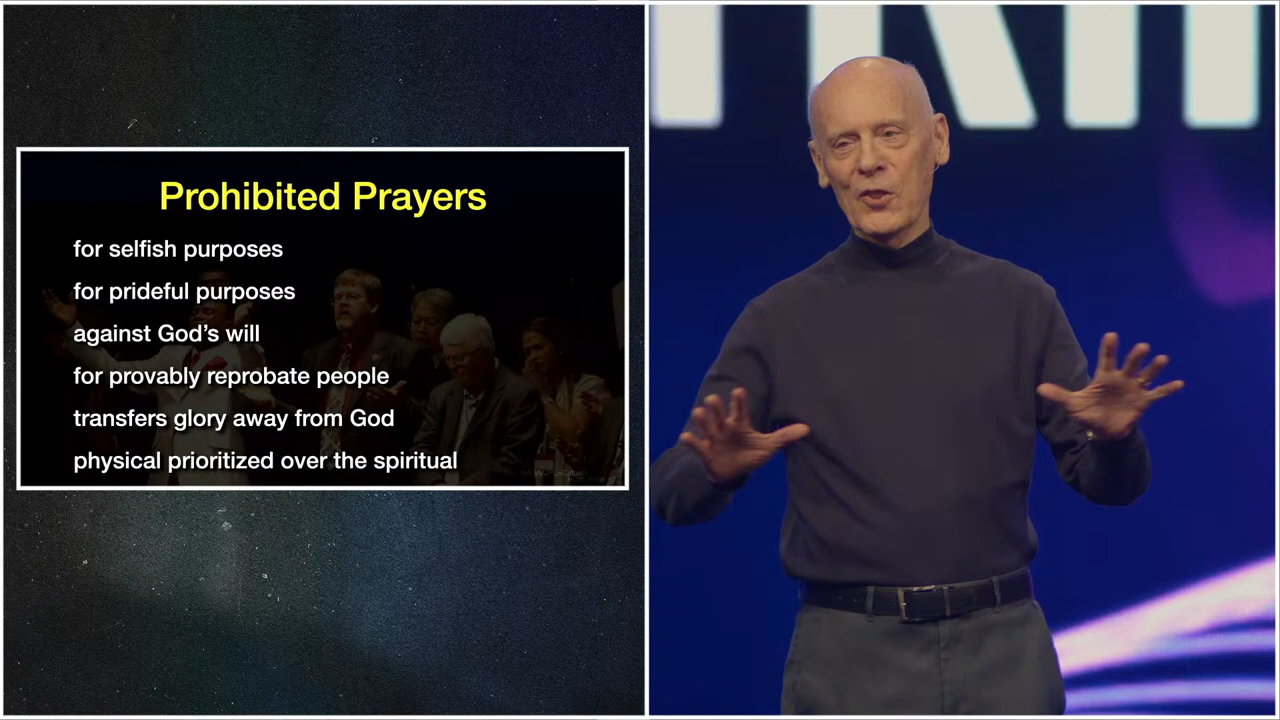 Prohibited Prayers
for selfish purposes
for prideful purposes
against God's will
for provably reprobate people
transfers glory away from God
physical prioritized over the spiritual